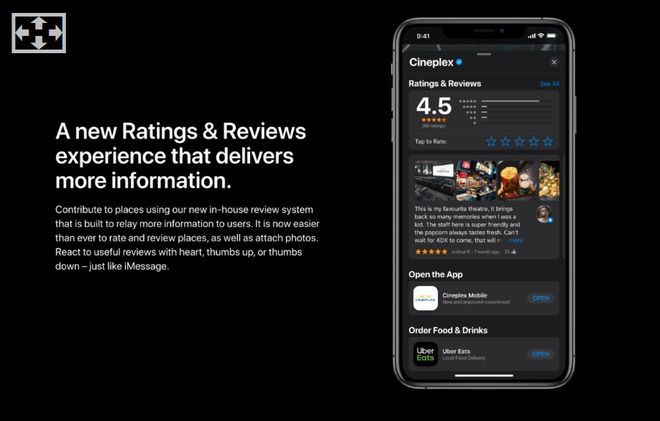 A new Ratings & Reviews
experience that delivers
more information.
Contribute to places using our new in-house review system
that is built to relay more information to users. It is now easier
than ever to rate and review places, as well as attach photos.
React to useful reviews with heart, thumbs up, or thumbs
down – just like iMessage.
9:41
Cineplex
Ratings & Reviews
See All
4.5
Tap to Rate:
This is my favourite theatre, it brings
back so many memories when I was a
kid. The staff here is super friendly and
the popcorn always tastes fresh. Can't
wait for 4DX to come, that will more
Joshua B - 1 month ago - 33
Open the App
Cineplex Mobile
New and improved experience!
OPEN
CINEPLEX
Order Food & Drinks
Uber
Eats
Uber Eats
Local Food Delivery
OPEN